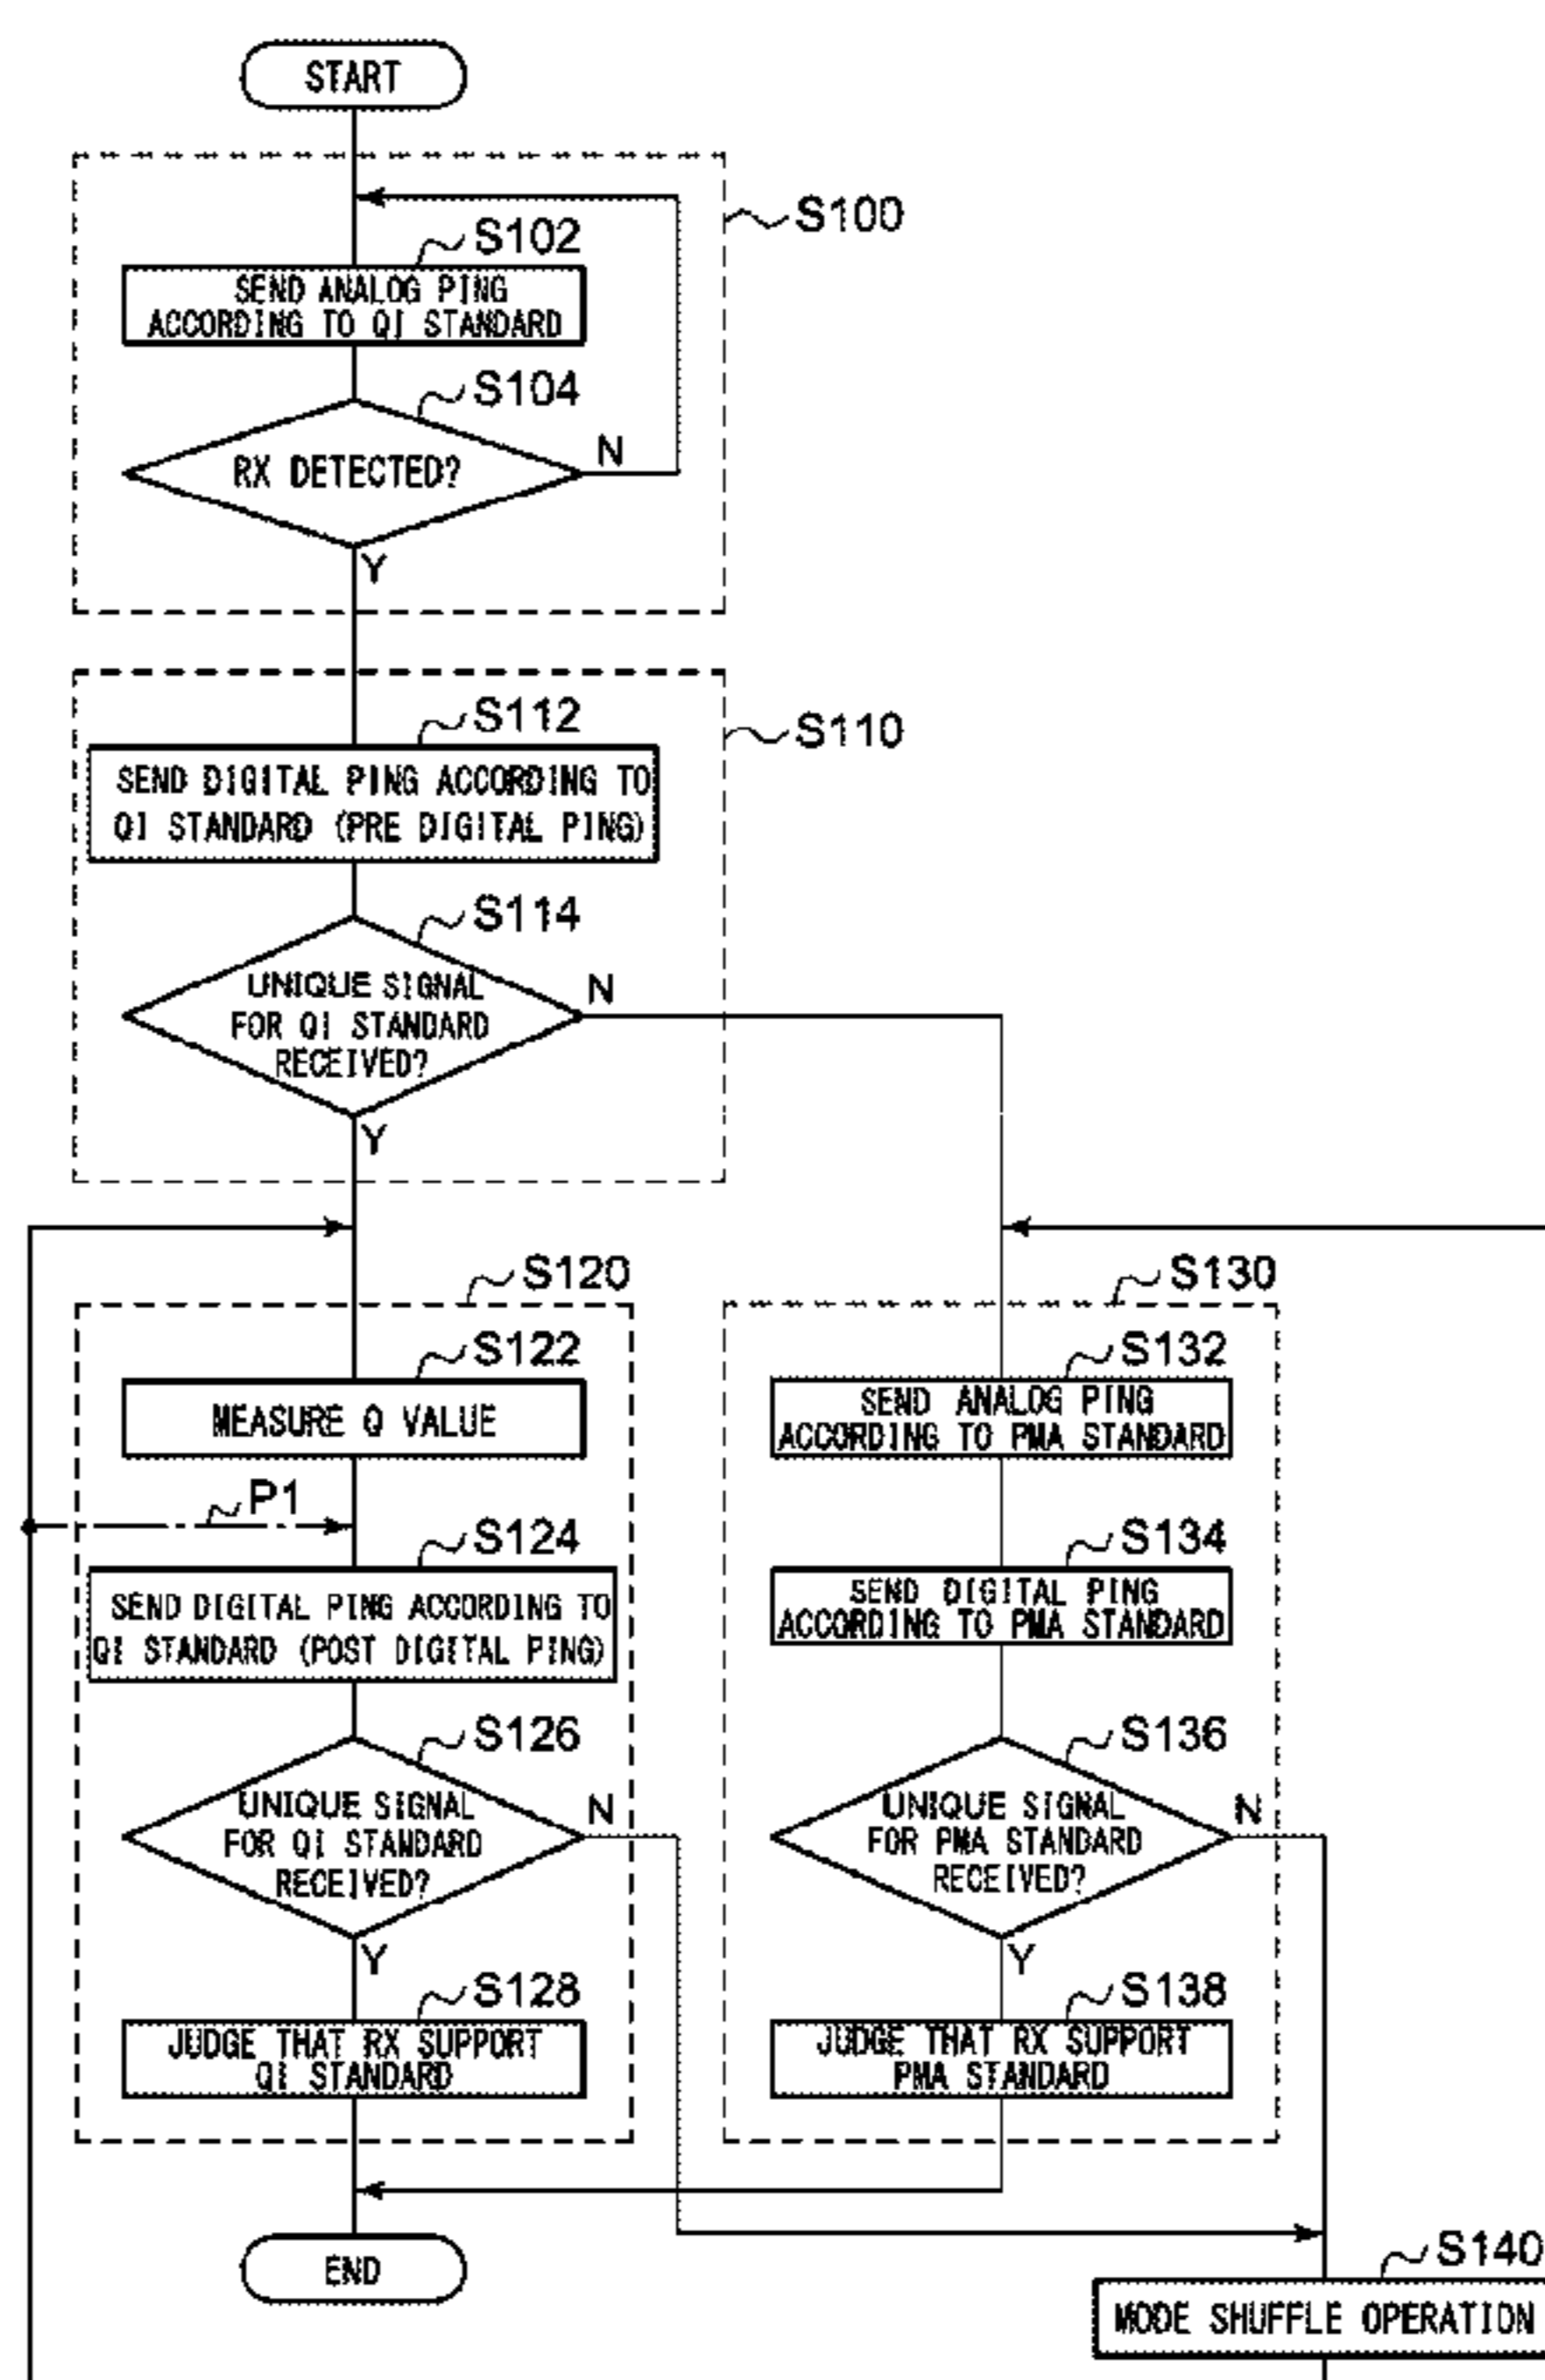 START
S100
S102
SEND ANALOG PING
ACCORDING TO QI STANDARD
S104
RX DETECTED?
N
Y
S110
S112
SEND DIGITAL PING ACCORDING TO
QI STANDARD (PRE DIGITAL PING)
S114
UNIQUE SIGNAL
FOR QI STANDARD
RECEIVED?
N
Y
S120
S122
MEASURE Q VALUE
P1
S124
SEND DIGITAL PING ACCORDING TO
QI STANDARD (POST DIGITAL PING)
S126
UNIQUE SIGNAL
FOR QI STANDARD
RECEIVED?
N
Y
S128
JUDGE THAT RX SUPPORT
QI STANDARD
S130
S132
SEND ANALOG PING
ACCORDING TO PMA STANDARD
S134
SEND DIGITAL PING
ACCORDING TO PMA STANDARD
S136
UNIQUE SIGNAL
FOR PMA STANDARD
RECEIVED?
N
Y
S138
JUDGE THAT RX SUPPORT
PMA STANDARD
END
S140
MODE SHUFFLE OPERATION